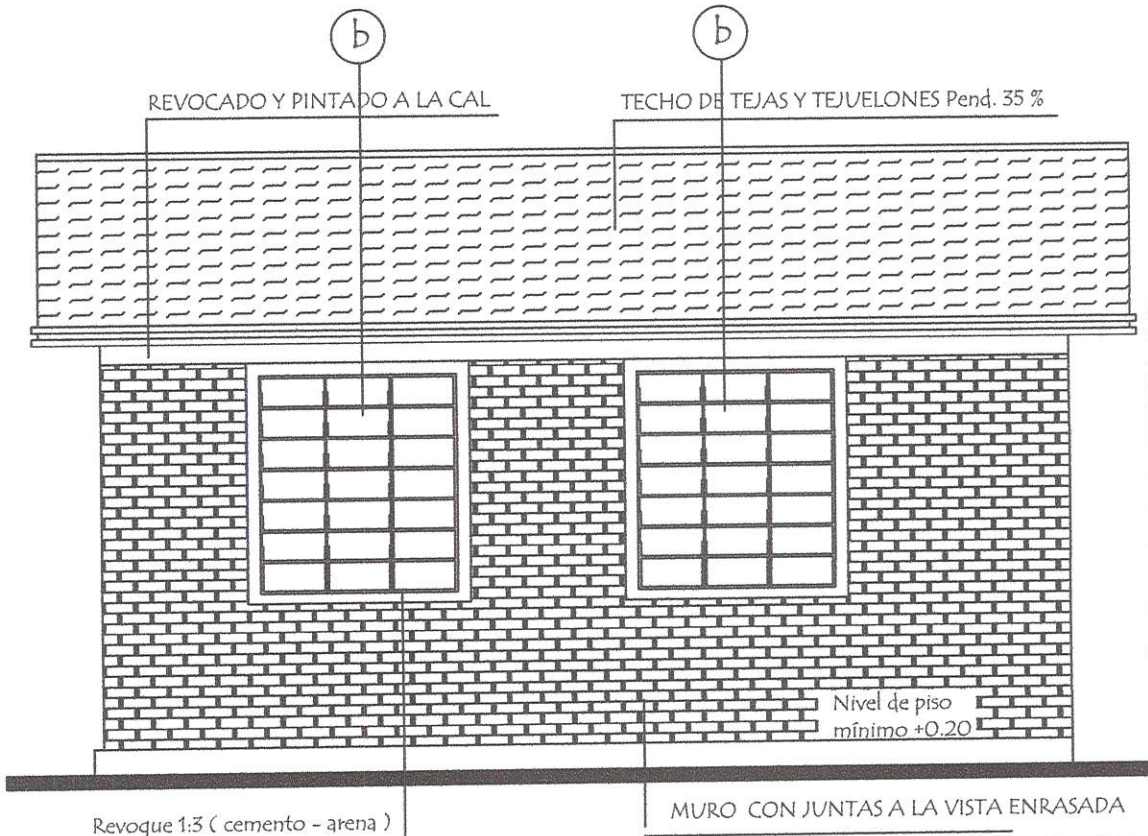 b
b
REVOCADO Y PINTADO A LA CAL
TECHO DE TEJAS Y TEJUELONES Pend. 35 %
Nivel de piso
mínimo +0.20
Revoque 1:3 ( cemento - arena )
MURO CON JUNTAS A LA VISTA ENRASADA